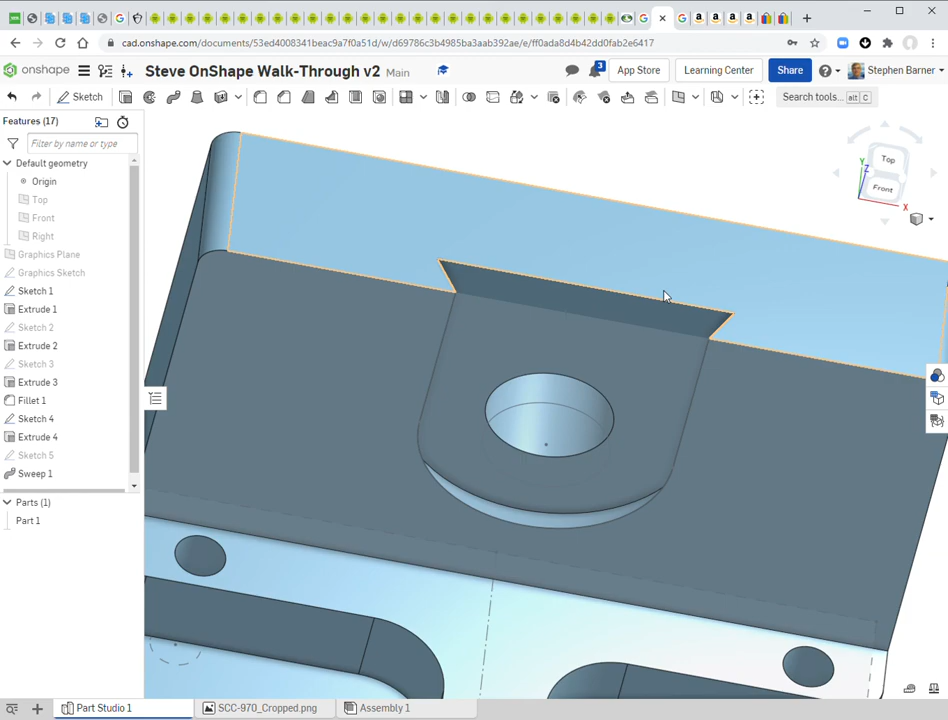 cad.onshape.com/documents/53ed4008341beac9a7f0a51d/w/d69786c3b4985ba3aab392ae/e/ff0ada8d4b42dd0fab2e6417
onshape
Steve OnShape Walk-Through v2 Main
3
App Store
Learning Center
Share
Stephen Barner
Sketch
Search tools... alt C
Features (17)
Filter by name or type
Default geometry
Origin
Top
Front
Right
Graphics Plane
Graphics Sketch
Sketch 1
Extrude 1
Sketch 2
Extrude 2
Sketch 3
Extrude 3
Fillet 1
Sketch 4
Extrude 4
Sketch 5
Sweep 1
Parts (1)
Part 1
Top
Front
Y
Z
X
Part Studio 1
SCC-970_Cropped.png
Assembly 1